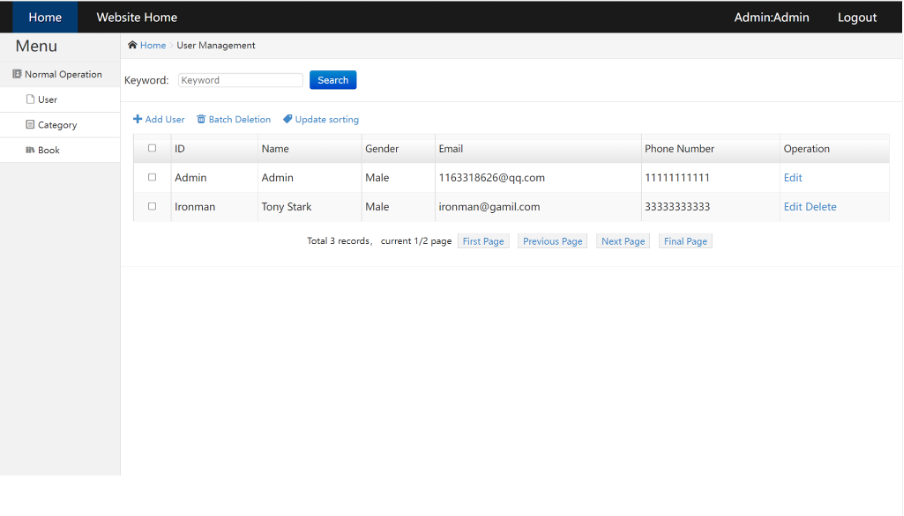 Home Website Home Admin:Admin Logout
Menu
Home User Management
Normal Operation
User
Category
Book
Keyword: Keyword Search
Add User Batch Deletion Update sorting
ID Name Gender Email Phone Number Operation
Admin Admin Male 1163318626@qq.com 11111111111 Edit
Ironman Tony Stark Male ironman@gamil.com 33333333333 Edit Delete
Total 3 records, current 1/2 page First Page Previous Page Next Page Final Page